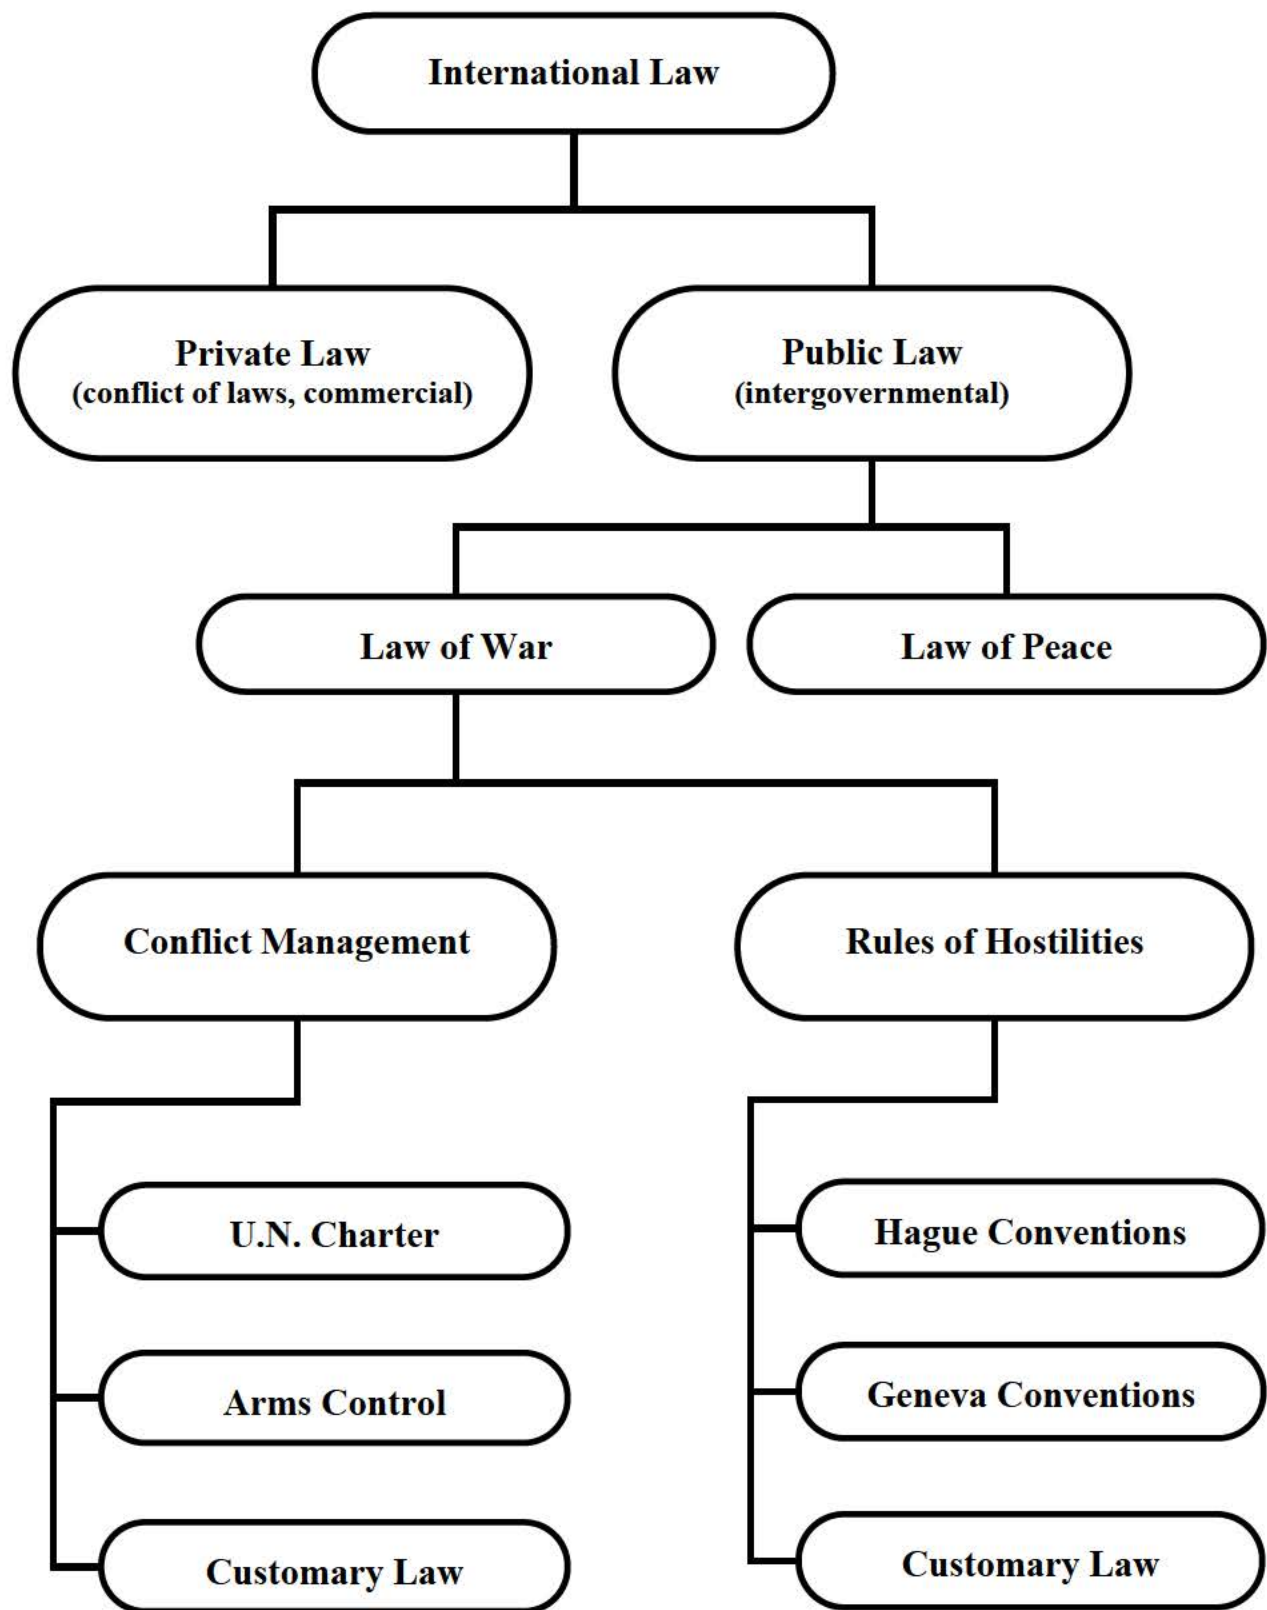 International Law
Private Law
(conflict of laws, commercial)
Public Law
(intergovernmental)
Law of War
Law of Peace
Conflict Management
Rules of Hostilities
U.N. Charter
Hague Conventions
Arms Control
Geneva Conventions
Customary Law
Customary Law